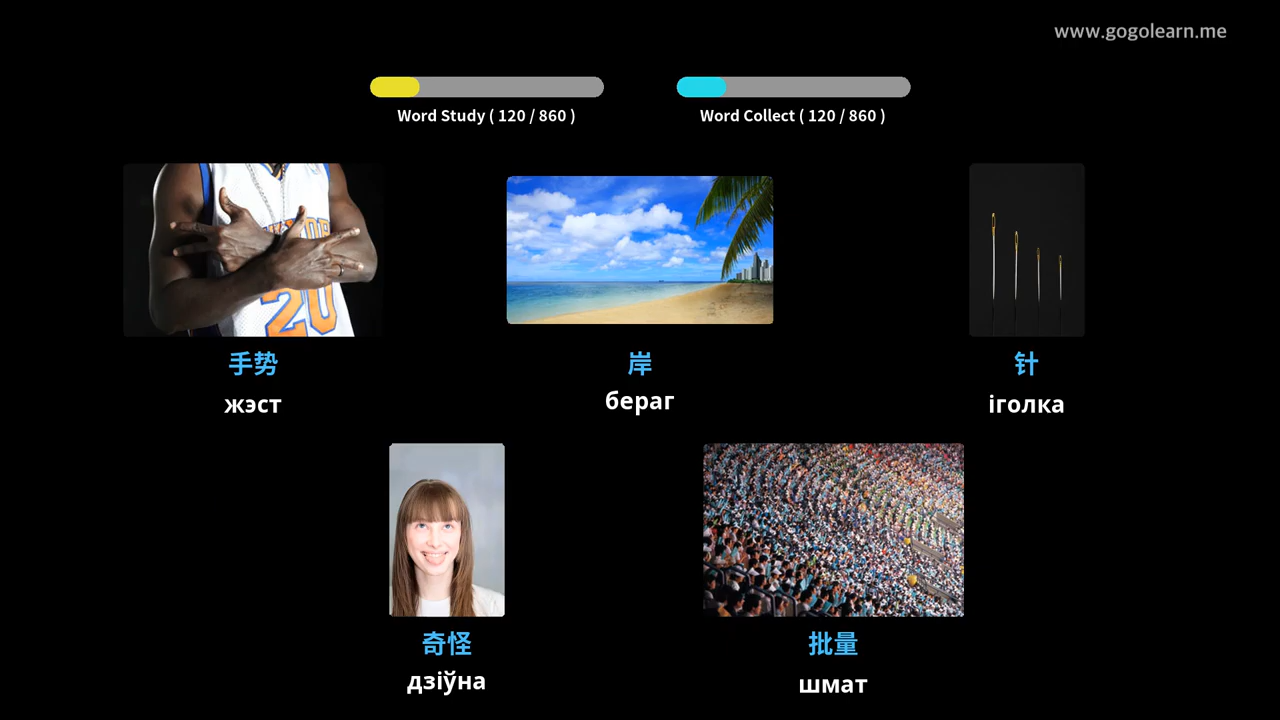 www.gogolearn.me
Word Study ( 120 / 860 )
Word Collect ( 120 / 860 )
20
手势
жэст
岸
бераг
针
іголка
奇怪
дзіўна
批量
шмат